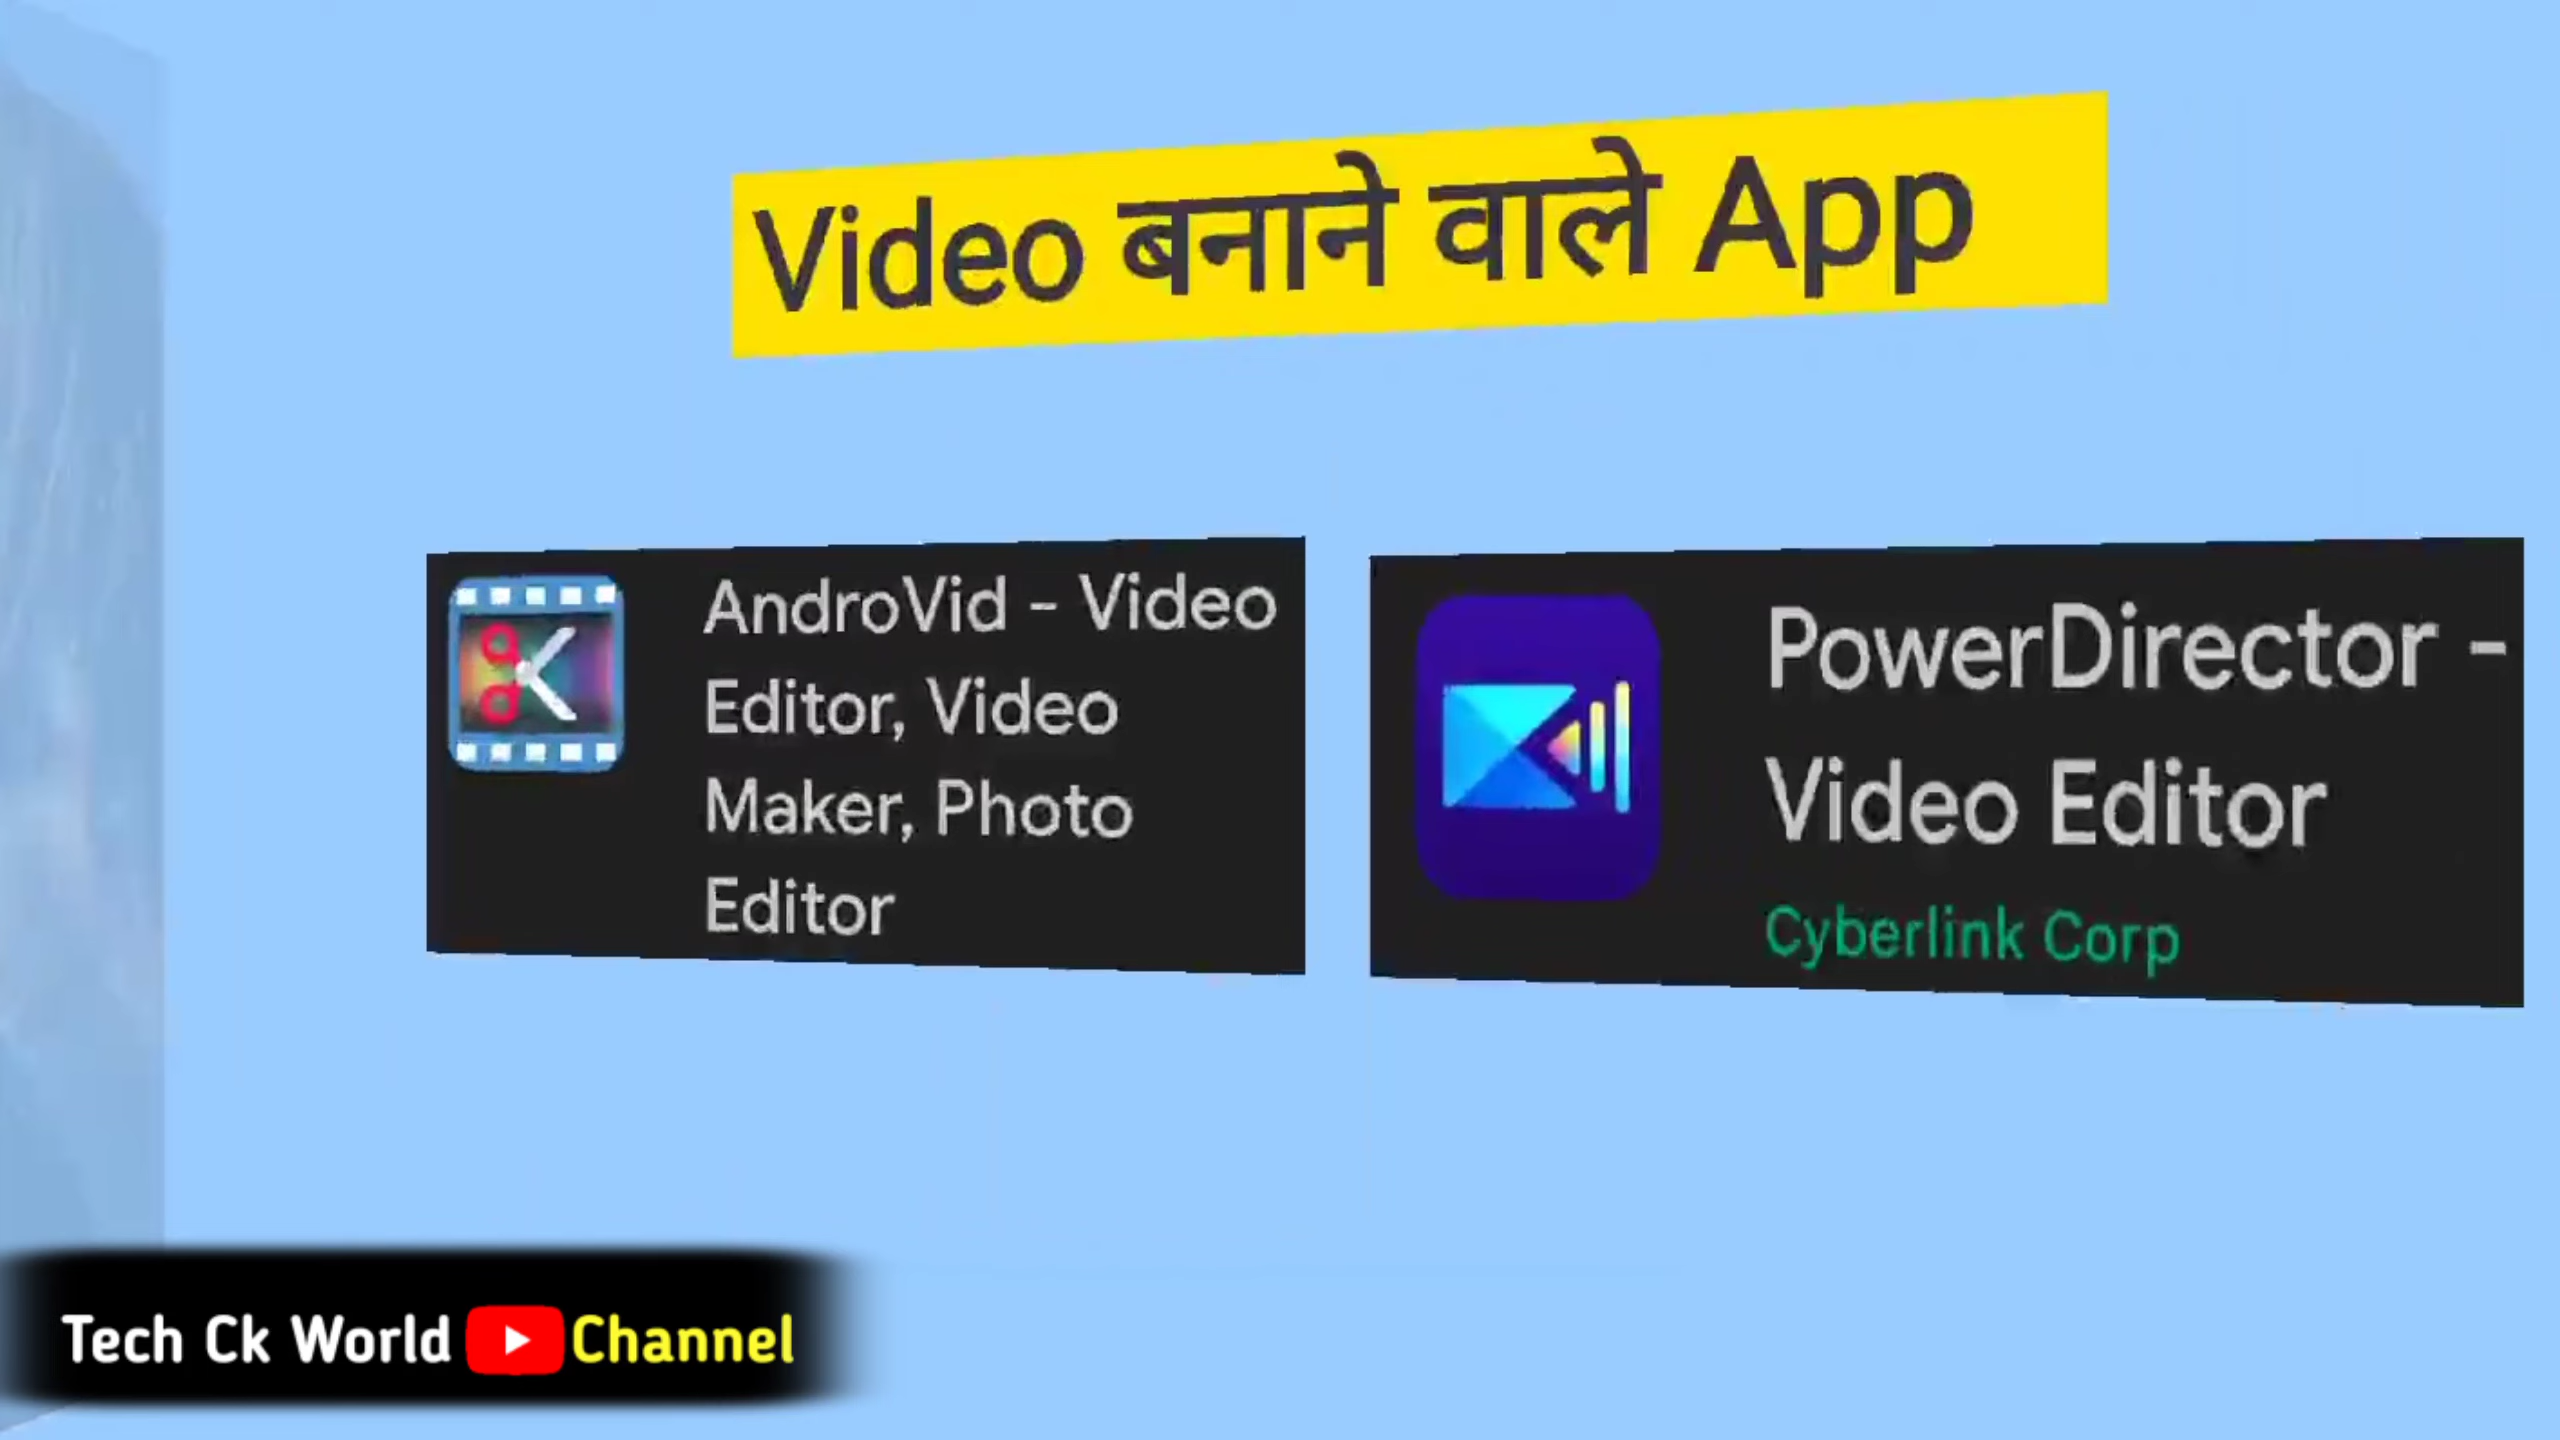 Video बनाने वाले App
AndroVid - Video
Editor, Video
Maker, Photo
Editor
PowerDirector -
Video Editor
Cyberlink Corp
Tech Ck World Channel